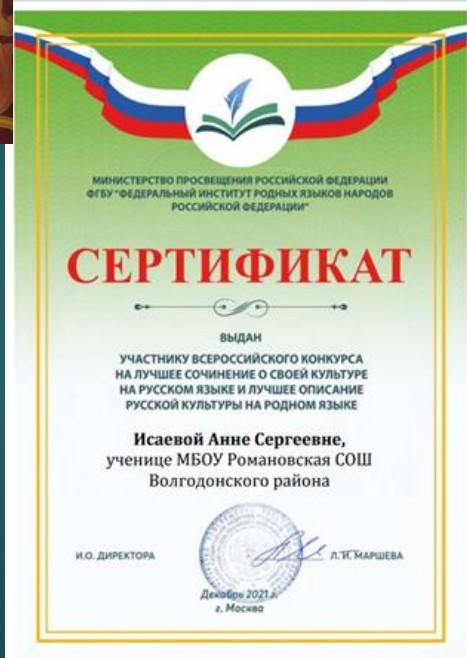 МИНИСТЕРСТВО ПРОСВЕЩЕНИЯ РОССИЙСКОЙ ФЕДЕРАЦИИ
ФГБУ "ФЕДЕРАЛЬНЫЙ ИНСТИТУТ РОДНЫХ ЯЗЫКОВ НАРОДОВ
РОССИЙСКОЙ ФЕДЕРАЦИИ"
СЕРТИФИКАТ
ВЫДАН
УЧАСТНИКУ ВСЕРОССИЙСКОГО КОНКУРСА
НА ЛУЧШЕЕ СОЧИНЕНИЕ О СВОЕЙ КУЛЬТУРЕ
НА РУССКОМ ЯЗЫКЕ И ЛУЧШЕЕ ОПИСАНИЕ
РУССКОЙ КУЛЬТУРЫ НА РОДНОМ ЯЗЫКЕ
Исаевой Анне Сергеевне,
ученице МБОУ Романовская СОШ
Волгодонского района
И.О. ДИРЕКТОРА
Л. И. МАРШЕВА
Декабрь 2021 г.
г. Москва